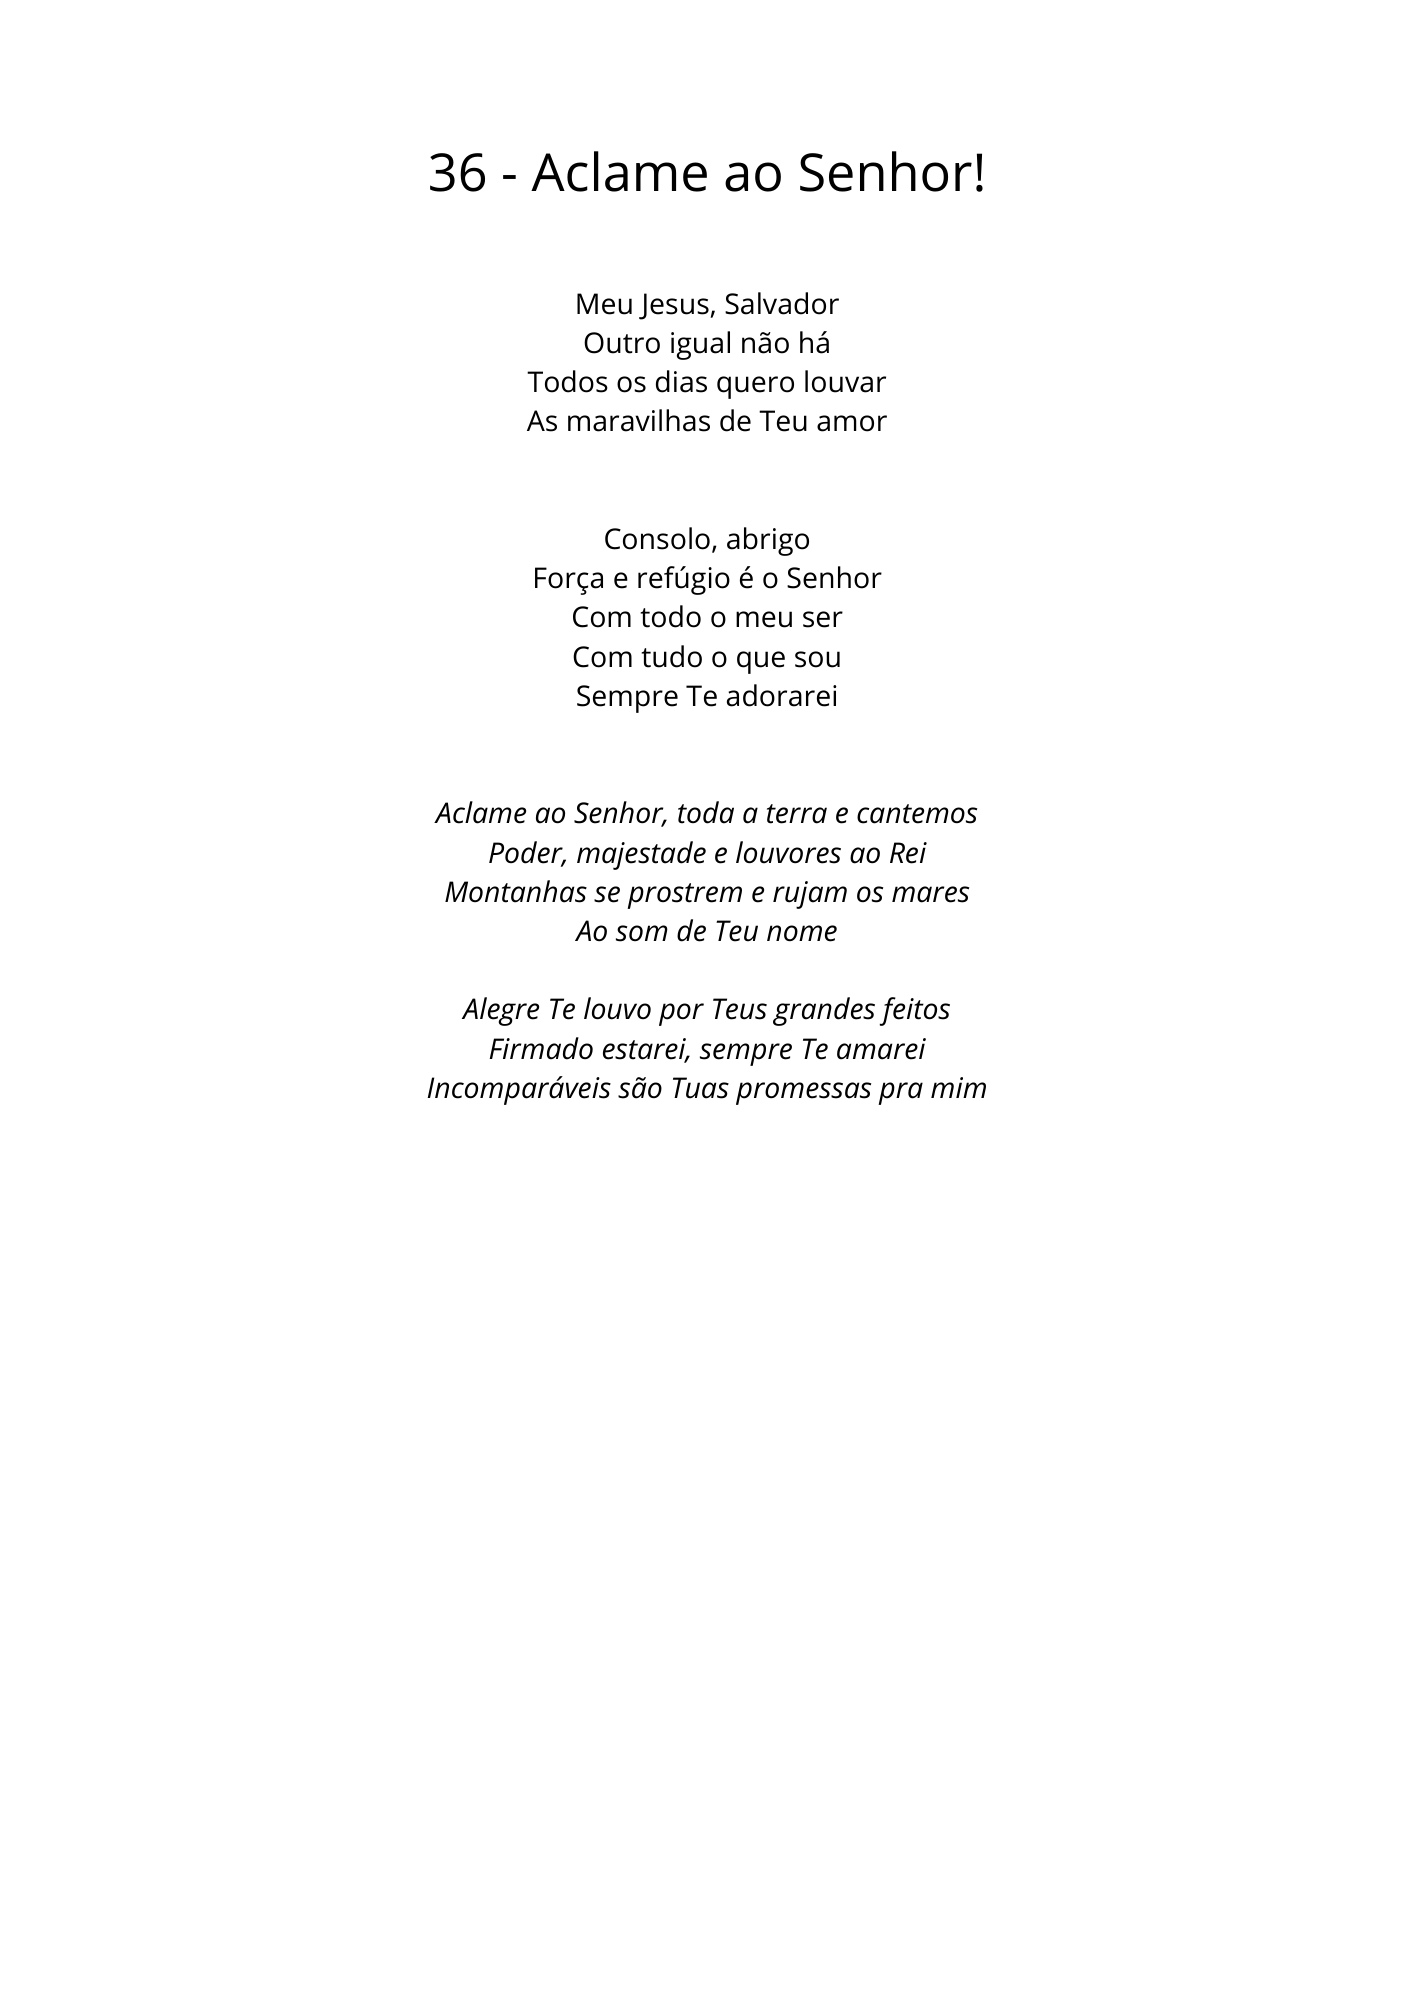 36 - Aclame ao Senhor!
Meu Jesus, Salvador
Outro igual não há
Todos os dias quero louvar
As maravilhas de Teu amor
Consolo, abrigo
Força e refúgio é o Senhor
Com todo o meu ser
Com tudo o que sou
Sempre Te adorarei
Aclame ao Senhor, toda a terra e cantemos
Poder, majestade e louvores ao Rei
Montanhas se prostrem e rujam os mares
Ao som de Teu nome
Alegre Te louvo por Teus grandes feitos
Firmado estarei, sempre Te amarei
Incomparáveis são Tuas promessas pra mim